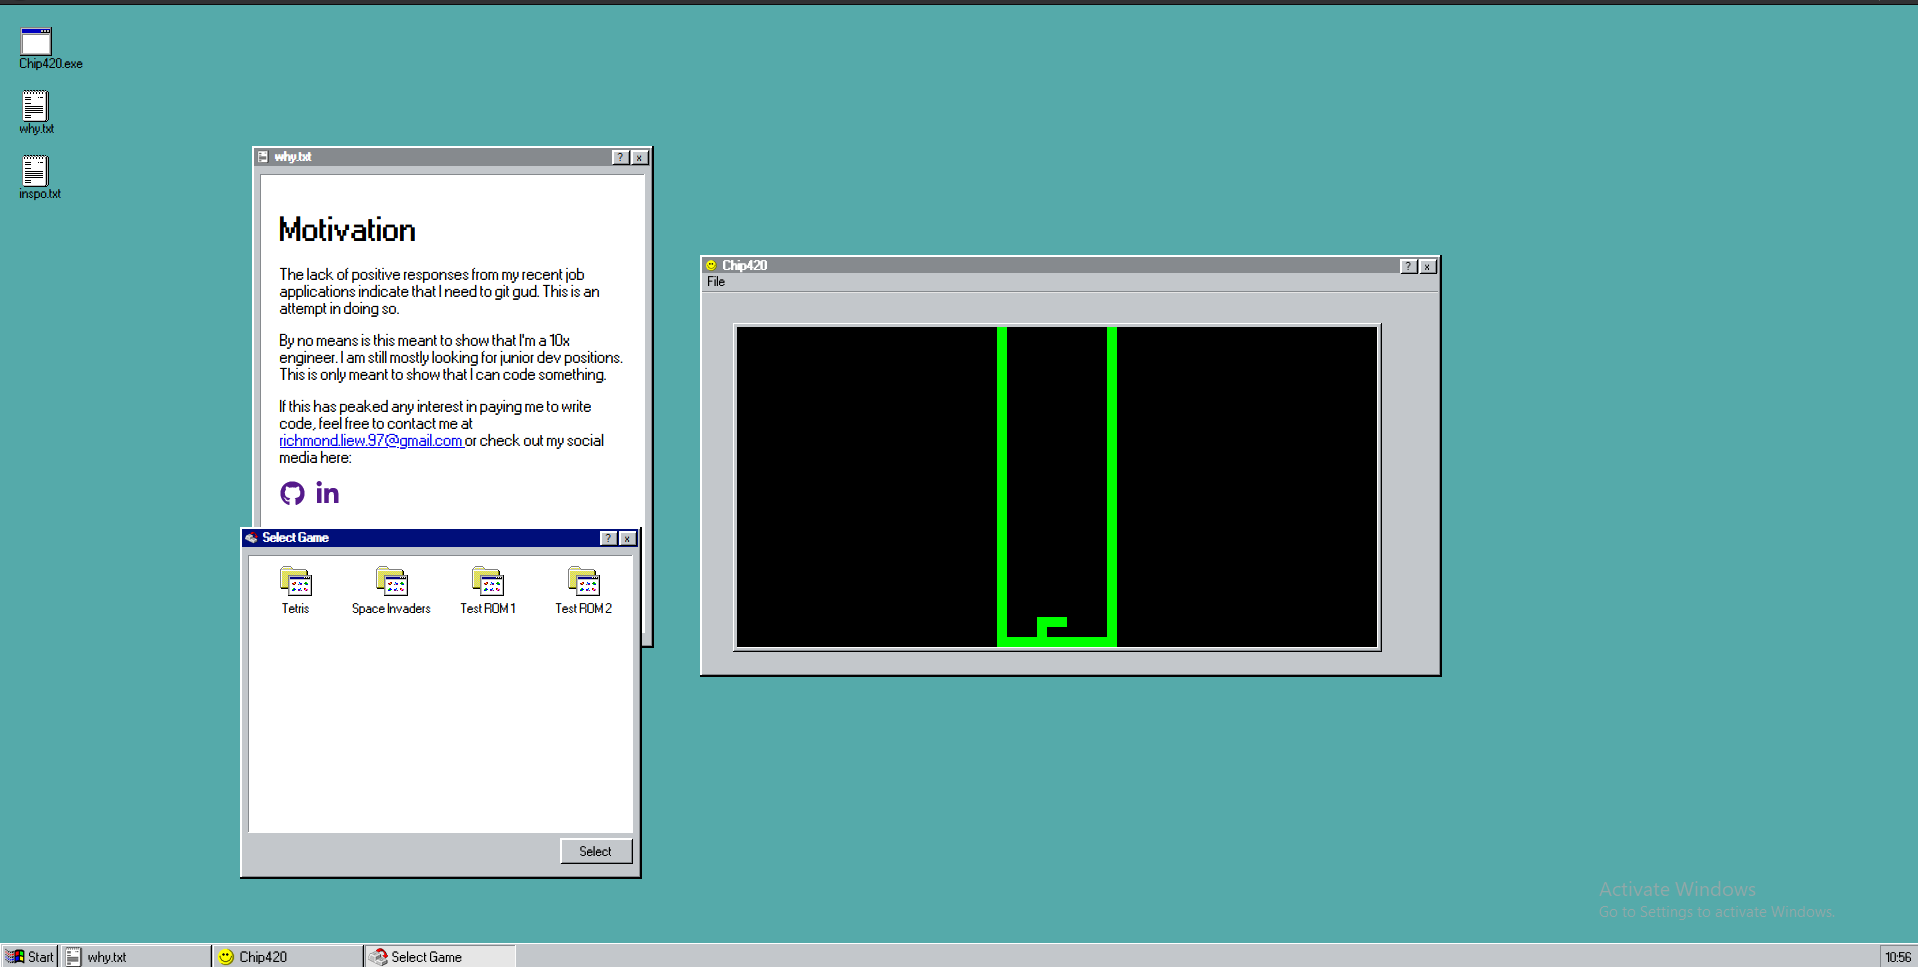 Chip420.exe
why.txt
inspo.txt
why.txt
Motivation
The lack of positive responses from my recent job
applications indicate that I need to git gud. This is an
attempt in doing so.
By no means is this meant to show that I'm a 10x
engineer. I am still mostly looking for junior dev positions.
This is only meant to show that I can code something.
If this has peaked any interest in paying me to write
code, feel free to contact me at
richmond.liew.97@gmail.com or check out my social
media here:
in
Select Game
Tetris
Space Invaders
Test ROM 1
Test ROM 2
Select
Chip420
File
Activate Windows
Go to Settings to activate Windows.
Start
why.txt
Chip420
Select Game
10:56